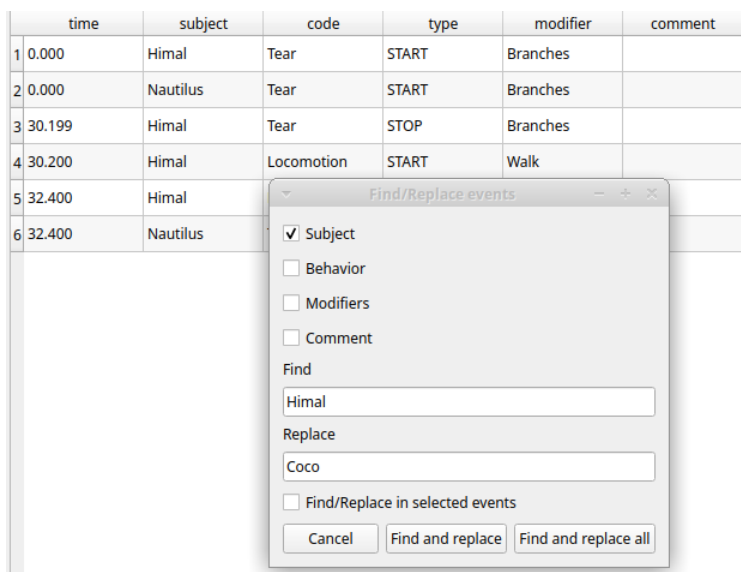 time subject code type modifier comment
1 0.000 Himal Tear START Branches
2 0.000 Nautilus Tear START Branches
3 30.199 Himal Tear STOP Branches
4 30.200 Himal Locomotion START Walk
5 32.400 Himal
6 32.400 Nautilus
Find/Replace events
Subject
Behavior
Modifiers
Comment
Find
Himal
Replace
Coco
Find/Replace in selected events
Cancel Find and replace Find and replace all